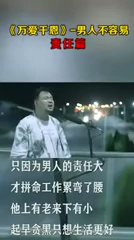 《万爱千恩》-男人不容易
责任篇
只因为男人的责任大
才拼命工作累弯了腰
他上有老来下有小
起早贪黑只想生活更好